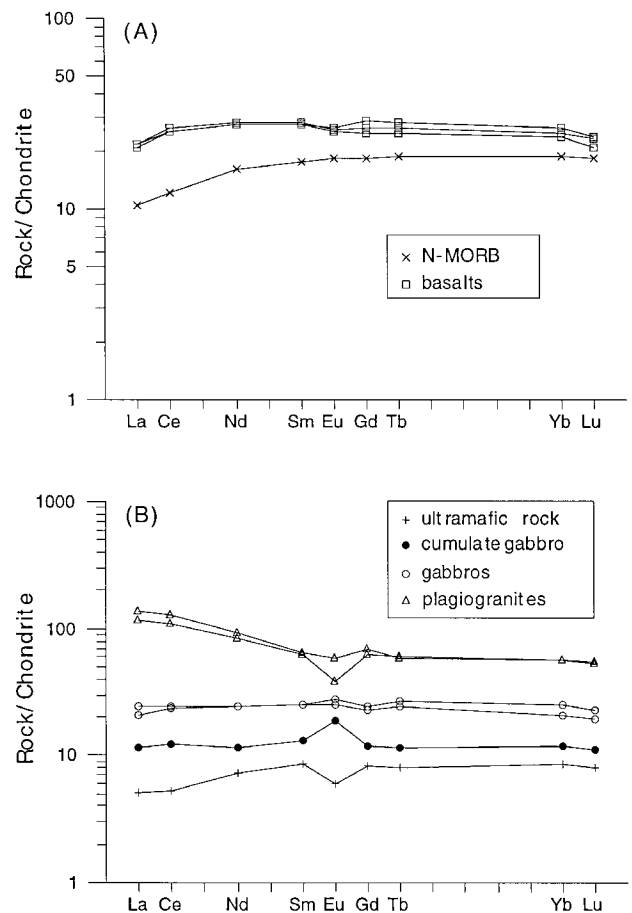 (A)
100
50
10
5
1
Rock/Chondrite
× N-MORB
basalts
La Ce Nd Sm Eu Gd Tb Yb Lu
(B)
1000
100
10
1
Rock/Chondrite
+ ultramafic rock
cumulate gabbro
gabbros
plagiogranites
La Ce Nd Sm Eu Gd Tb Yb Lu